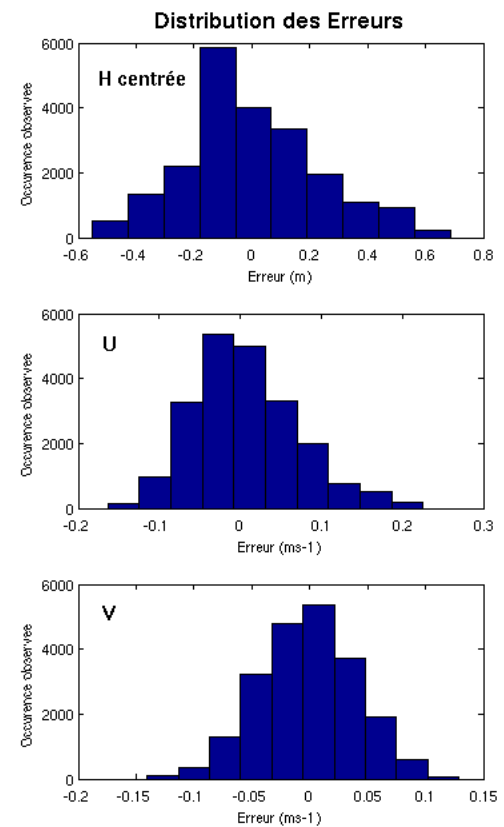 Distribution des Erreurs
H centrée
Occurence observee
6000
4000
2000
0
-0.6 -0.4 -0.2 0 0.2 0.4 0.6 0.8
Erreur (m)
U
Occurence observee
6000
4000
2000
0
-0.2 -0.1 0 0.1 0.2 0.3
Erreur (ms-1)
V
Occurence observee
6000
4000
2000
0
-0.2 -0.15 -0.1 -0.05 0 0.05 0.1 0.15
Erreur (ms-1)